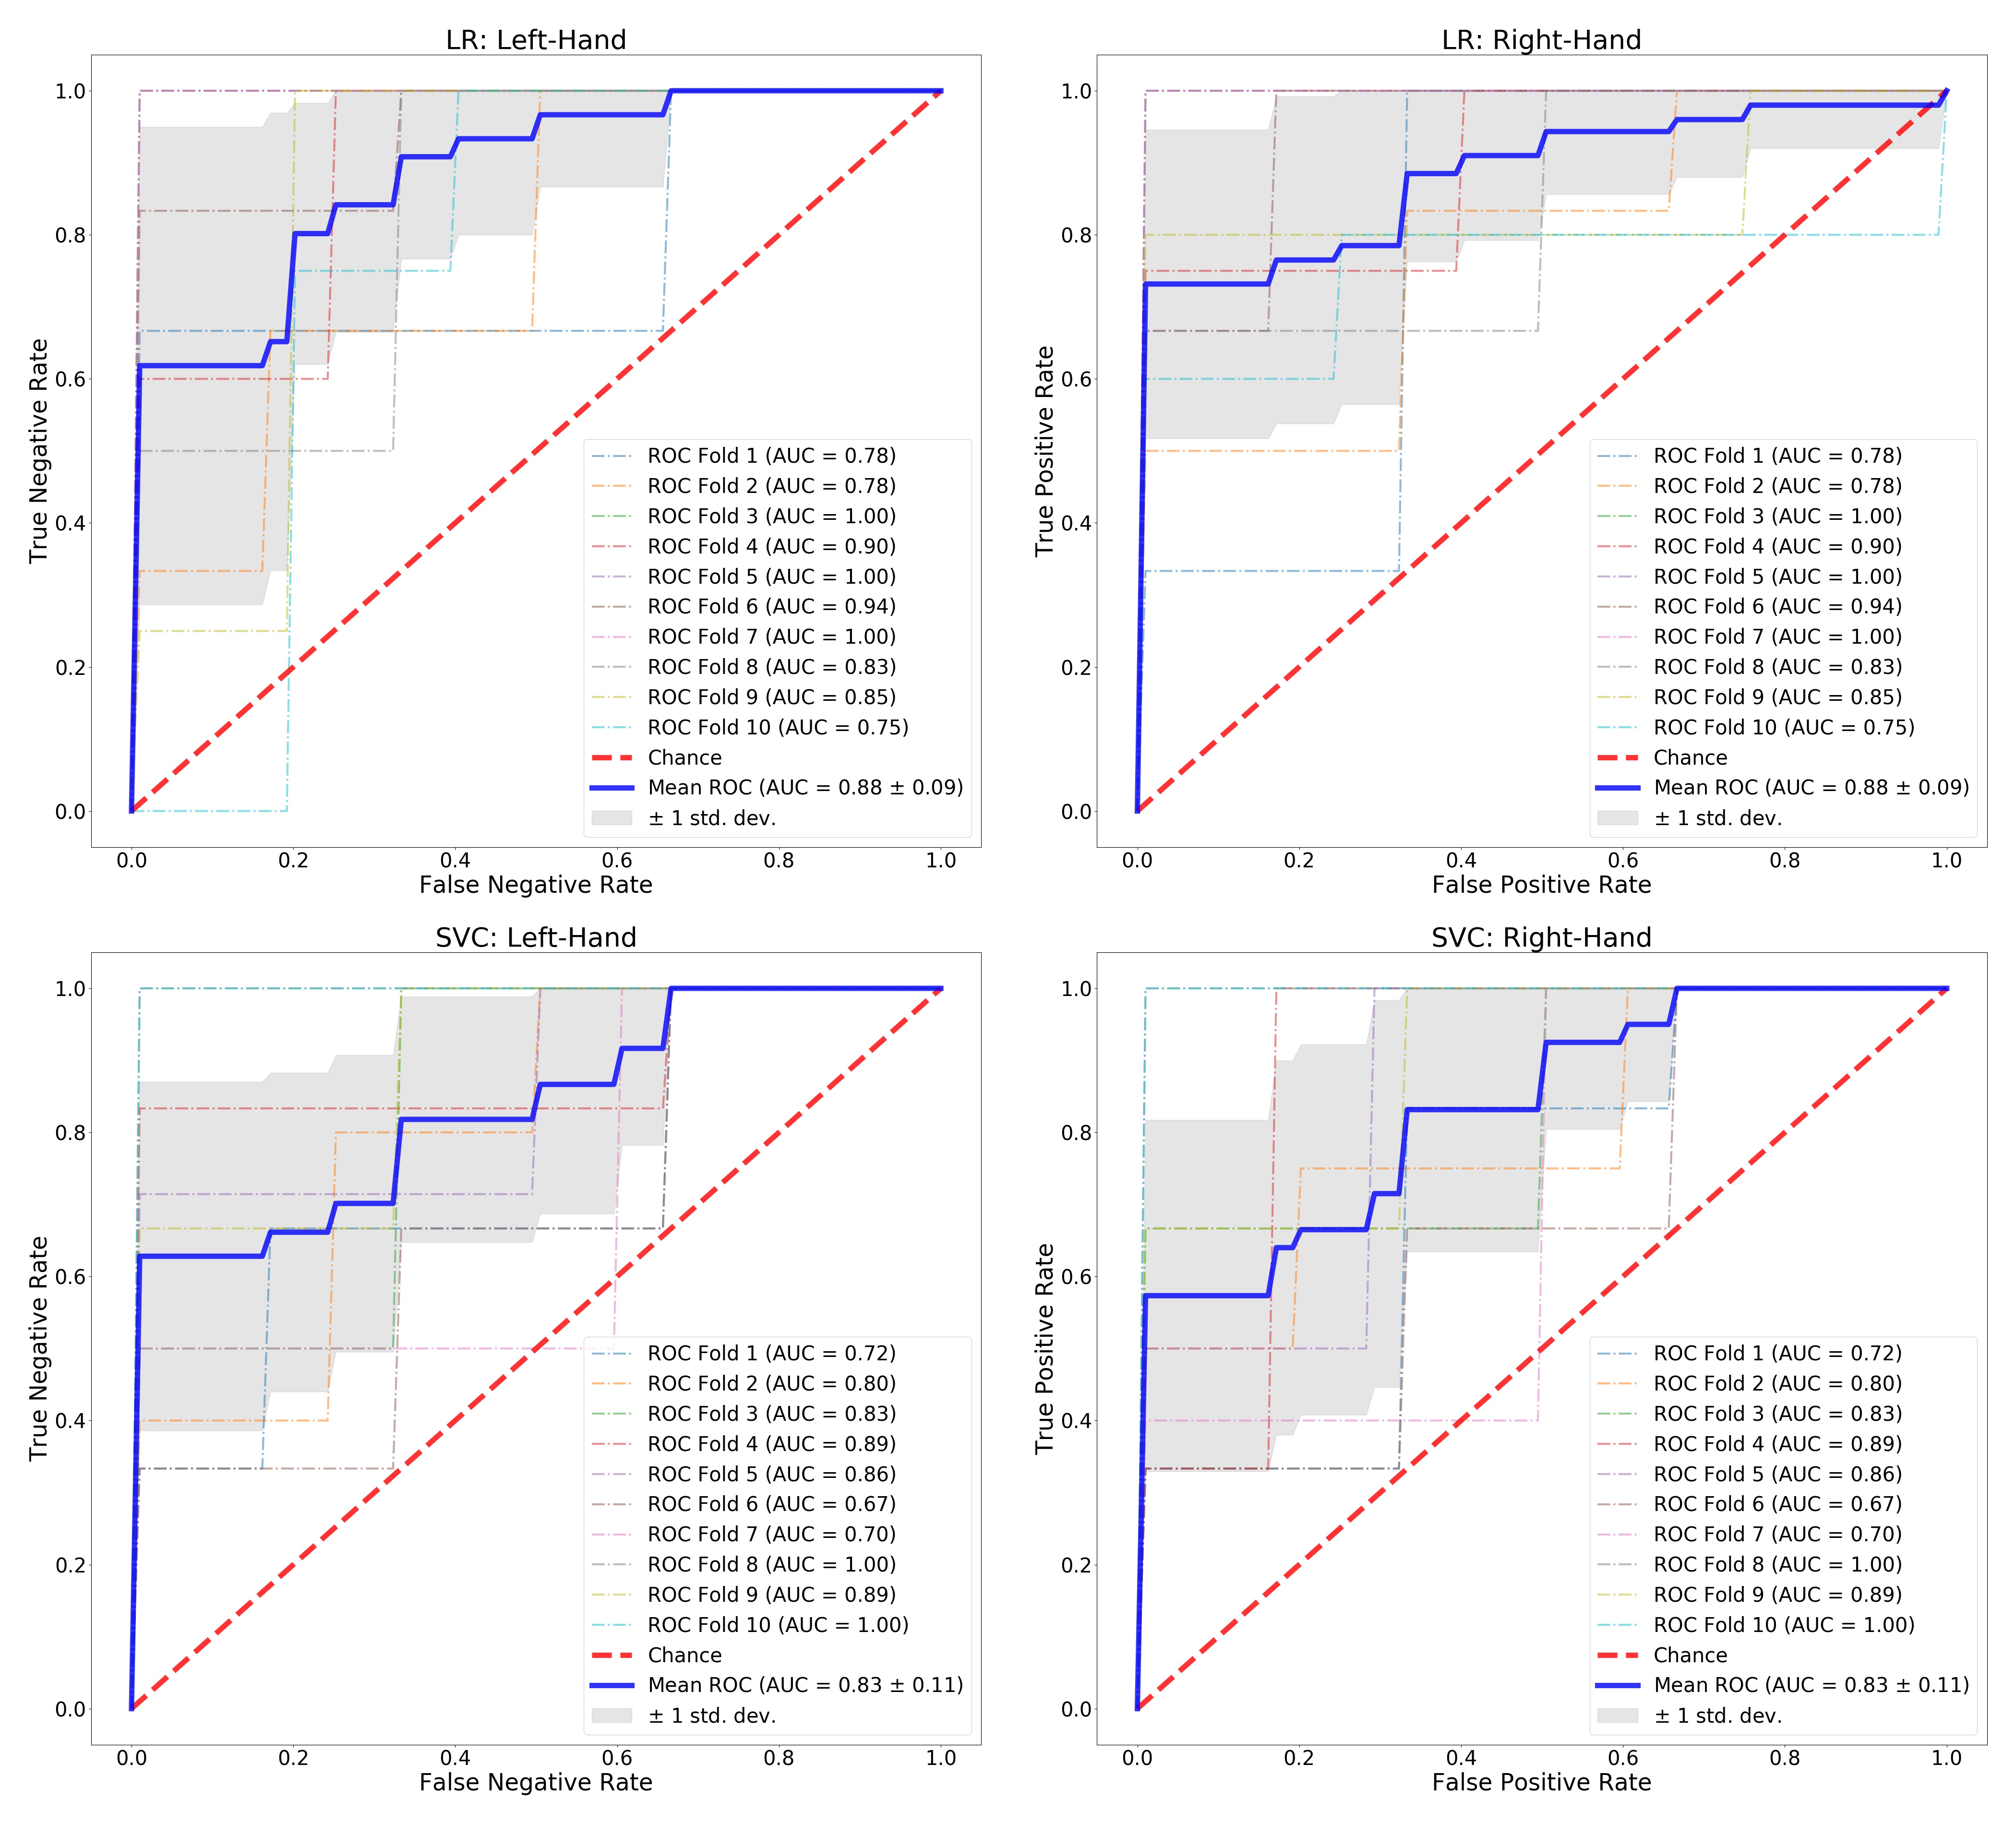 LR: Left-Hand
True Negative Rate
1.0
0.8
0.6
0.4
0.2
0.0
ROC Fold 1 (AUC = 0.78)
ROC Fold 2 (AUC = 0.78)
ROC Fold 3 (AUC = 1.00)
ROC Fold 4 (AUC = 0.90)
ROC Fold 5 (AUC = 1.00)
ROC Fold 6 (AUC = 0.94)
ROC Fold 7 (AUC = 1.00)
ROC Fold 8 (AUC = 0.83)
ROC Fold 9 (AUC = 0.85)
ROC Fold 10 (AUC = 0.75)
Chance
Mean ROC (AUC = 0.88 ± 0.09)
± 1 std. dev.
0.0 0.2 0.4 0.6 0.8 1.0
False Negative Rate
LR: Right-Hand
True Positive Rate
1.0
0.8
0.6
0.4
0.2
0.0
ROC Fold 1 (AUC = 0.78)
ROC Fold 2 (AUC = 0.78)
ROC Fold 3 (AUC = 1.00)
ROC Fold 4 (AUC = 0.90)
ROC Fold 5 (AUC = 1.00)
ROC Fold 6 (AUC = 0.94)
ROC Fold 7 (AUC = 1.00)
ROC Fold 8 (AUC = 0.83)
ROC Fold 9 (AUC = 0.85)
ROC Fold 10 (AUC = 0.75)
Chance
Mean ROC (AUC = 0.88 ± 0.09)
± 1 std. dev.
0.0 0.2 0.4 0.6 0.8 1.0
False Positive Rate
SVC: Left-Hand
True Negative Rate
1.0
0.8
0.6
0.4
0.2
0.0
ROC Fold 1 (AUC = 0.72)
ROC Fold 2 (AUC = 0.80)
ROC Fold 3 (AUC = 0.83)
ROC Fold 4 (AUC = 0.89)
ROC Fold 5 (AUC = 0.86)
ROC Fold 6 (AUC = 0.67)
ROC Fold 7 (AUC = 0.70)
ROC Fold 8 (AUC = 1.00)
ROC Fold 9 (AUC = 0.89)
ROC Fold 10 (AUC = 1.00)
Chance
Mean ROC (AUC = 0.83 ± 0.11)
± 1 std. dev.
0.0 0.2 0.4 0.6 0.8 1.0
False Negative Rate
SVC: Right-Hand
True Positive Rate
1.0
0.8
0.6
0.4
0.2
0.0
ROC Fold 1 (AUC = 0.72)
ROC Fold 2 (AUC = 0.80)
ROC Fold 3 (AUC = 0.83)
ROC Fold 4 (AUC = 0.89)
ROC Fold 5 (AUC = 0.86)
ROC Fold 6 (AUC = 0.67)
ROC Fold 7 (AUC = 0.70)
ROC Fold 8 (AUC = 1.00)
ROC Fold 9 (AUC = 0.89)
ROC Fold 10 (AUC = 1.00)
Chance
Mean ROC (AUC = 0.83 ± 0.11)
± 1 std. dev.
0.0 0.2 0.4 0.6 0.8 1.0
False Positive Rate